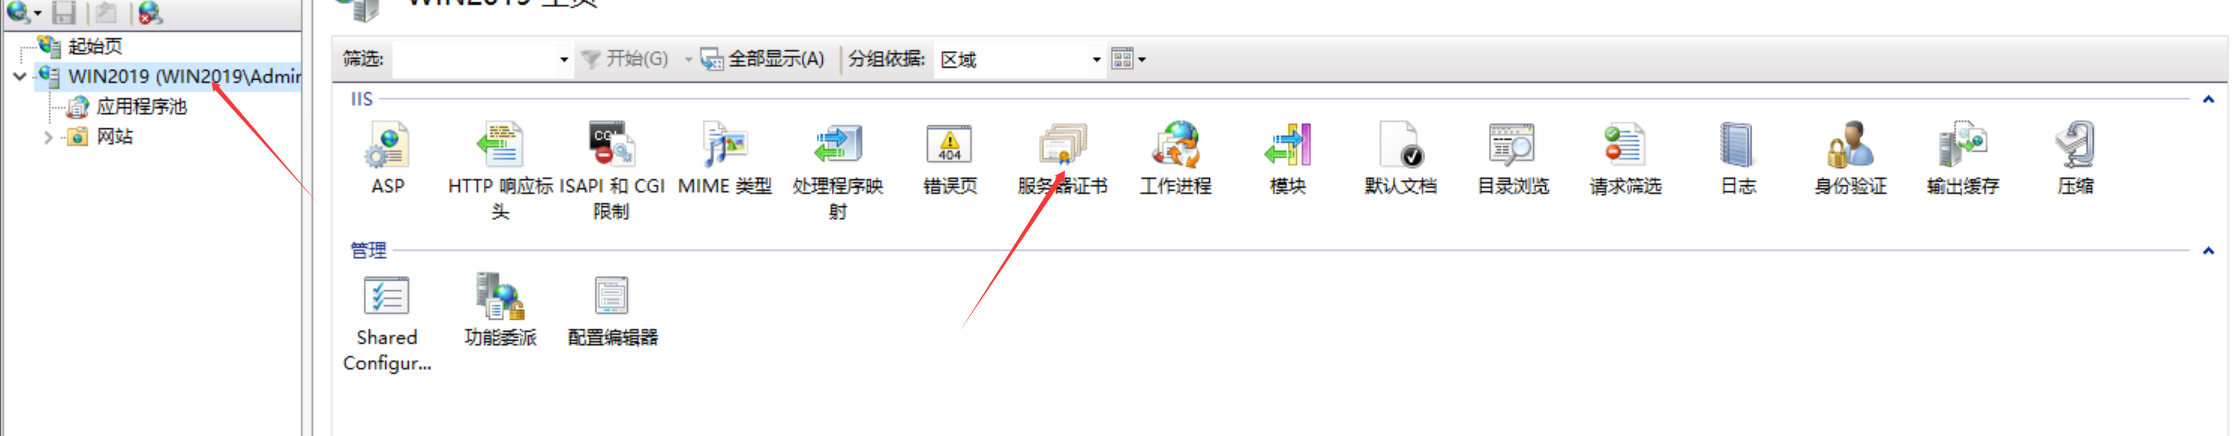 WIN2019 主页
起始页
WIN2019 (WIN2019\Admir
应用程序池
网站
筛选: 开始(G) 全部显示(A) 分组依据: 区域
IIS
CGI
404
ASP HTTP 响应标头 ISAPI 和 CGI 限制 MIME 类型 处理程序映射 错误页 服务器证书 工作进程 模块 默认文档 目录浏览 请求筛选 日志 身份验证 输出缓存 压缩
管理
Shared Configur... 功能委派 配置编辑器